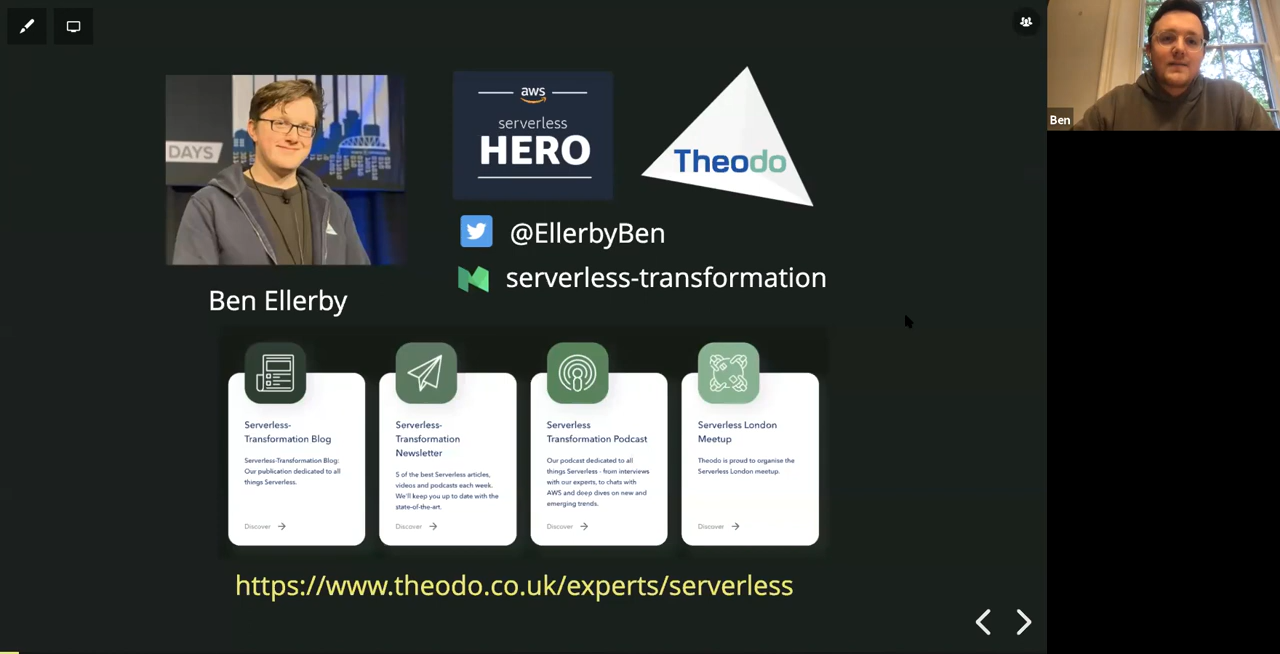 DAYS
aws
serverless
HERO
Theodo
@EllerbyBen
serverless-transformation
Ben Ellerby
Serverless-
Transformation Blog
Serverless-Transformation Blog:
Our publication dedicated to all
things Serverless.
Discover
Serverless-
Transformation
Newsletter
5 of the best Serverless articles,
videos and podcasts each week.
We'll keep you up to date with the
state-of-the-art.
Discover
Serverless
Transformation Podcast
Our podcast dedicated to all
things Serverless - from interviews
with our experts, to chats with
AWS and deep dives on new and
emerging trends.
Discover
Serverless London
Meetup
Theodo is proud to organise the
Serverless London meetup.
Discover
https://www.theodo.co.uk/experts/serverless
Ben